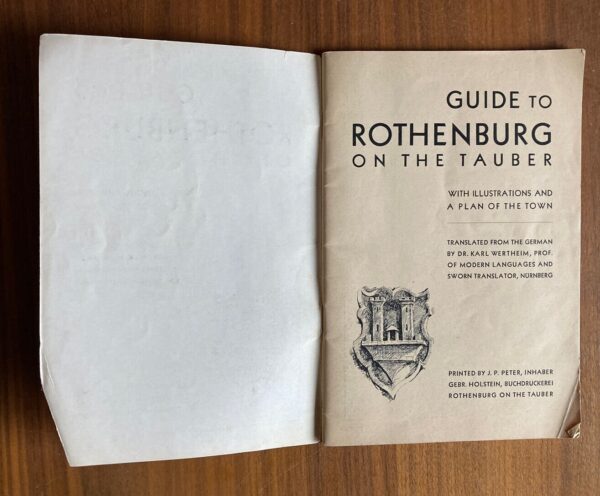 GUIDE TO
ROTHENBURG
ON THE TAUBER
WITH ILLUSTRATIONS AND
A PLAN OF THE TOWN
TRANSLATED FROM THE GERMAN
BY DR. KARL WERTHEIM, PROF.
OF MODERN LANGUAGES AND
SWORN TRANSLATOR, NÜRNBERG
PRINTED BY J. P. PETER, INHABER
GEBR. HOLSTEIN, BUCHDRUCKEREI
ROTHENBURG ON THE TAUBER